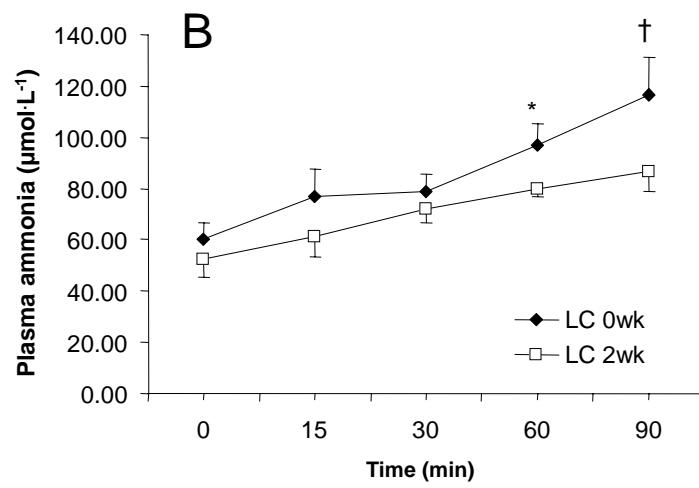 B
140.00
120.00
100.00
80.00
60.00
40.00
20.00
0.00
Plasma ammonia (µmol·L-1)
*
†
LC 0wk
LC 2wk
0 15 30 60 90
Time (min)